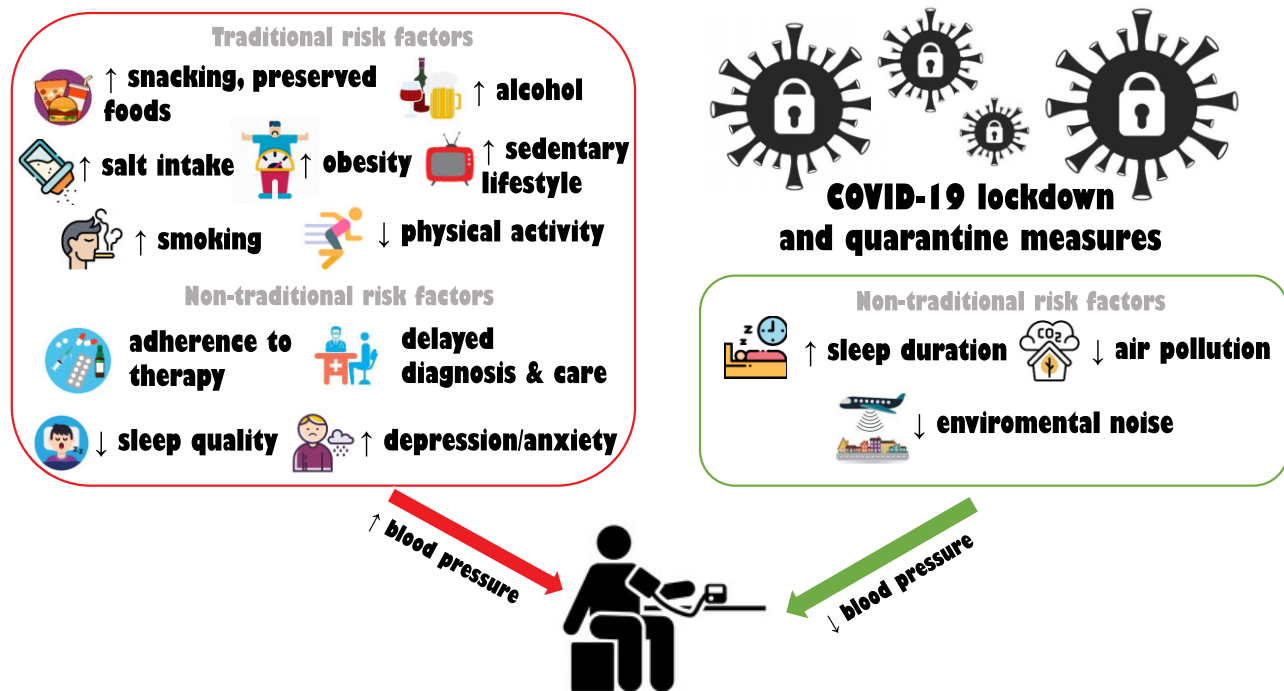 Traditional risk factors
↑ snacking, preserved
foods
↑ alcohol
↑ salt intake
↑ obesity
↑ sedentary
lifestyle
↑ smoking
↓ physical activity
Non-traditional risk factors
adherence to
therapy
delayed
diagnosis & care
↓ sleep quality
↑ depression/anxiety
COVID-19 lockdown
and quarantine measures
Non-traditional risk factors
z
z
↑ sleep duration
CO2
↓ air pollution
↓ enviromental noise
↑ blood pressure
↓ blood pressure